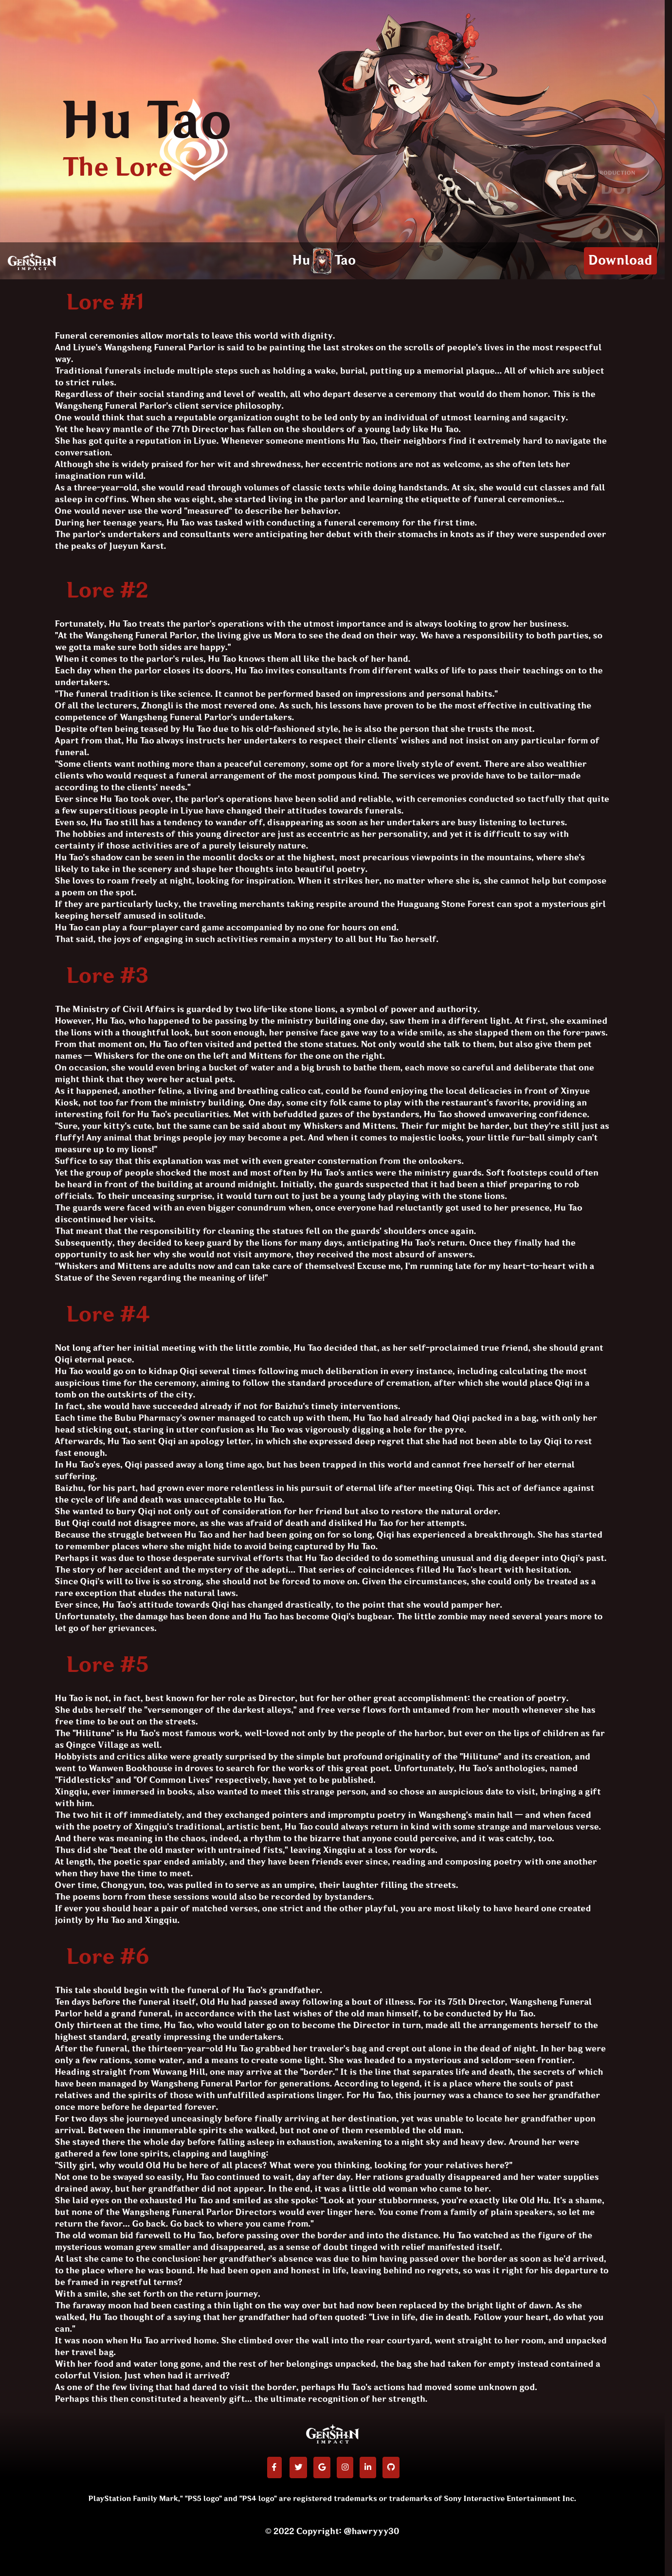 Hu Tao
The Lore
ODUCTION
GENSHIN
IMPACT
Hu Tao
Download
Lore #1
Funeral ceremonies allow mortals to leave this world with dignity.
And Liyue's Wangsheng Funeral Parlor is said to be painting the last strokes on the scrolls of people's lives in the most respectful
way.
Traditional funerals include multiple steps such as holding a wake, burial, putting up a memorial plaque... All of which are subject
to strict rules.
Regardless of their social standing and level of wealth, all who depart deserve a ceremony that would do them honor. This is the
Wangsheng Funeral Parlor's client service philosophy.
One would think that such a reputable organization ought to be led only by an individual of utmost learning and sagacity.
Yet the heavy mantle of the 77th Director has fallen on the shoulders of a young lady like Hu Tao.
She has got quite a reputation in Liyue. Whenever someone mentions Hu Tao, their neighbors find it extremely hard to navigate the
conversation.
Although she is widely praised for her wit and shrewdness, her eccentric notions are not as welcome, as she often lets her
imagination run wild.
As a three-year-old, she would read through volumes of classic texts while doing handstands. At six, she would cut classes and fall
asleep in coffins. When she was eight, she started living in the parlor and learning the etiquette of funeral ceremonies...
One would never use the word "measured" to describe her behavior.
During her teenage years, Hu Tao was tasked with conducting a funeral ceremony for the first time.
The parlor's undertakers and consultants were anticipating her debut with their stomachs in knots as if they were suspended over
the peaks of Jueyun Karst.
Lore #2
Fortunately, Hu Tao treats the parlor's operations with the utmost importance and is always looking to grow her business.
"At the Wangsheng Funeral Parlor, the living give us Mora to see the dead on their way. We have a responsibility to both parties, so
we gotta make sure both sides are happy."
When it comes to the parlor's rules, Hu Tao knows them all like the back of her hand.
Each day when the parlor closes its doors, Hu Tao invites consultants from different walks of life to pass their teachings on to the
undertakers.
"The funeral tradition is like science. It cannot be performed based on impressions and personal habits."
Of all the lecturers, Zhongli is the most revered one. As such, his lessons have proven to be the most effective in cultivating the
competence of Wangsheng Funeral Parlor's undertakers.
Despite often being teased by Hu Tao due to his old-fashioned style, he is also the person that she trusts the most.
Apart from that, Hu Tao always instructs her undertakers to respect their clients' wishes and not insist on any particular form of
funeral.
"Some clients want nothing more than a peaceful ceremony, some opt for a more lively style of event. There are also wealthier
clients who would request a funeral arrangement of the most pompous kind. The services we provide have to be tailor-made
according to the clients' needs."
Ever since Hu Tao took over, the parlor's operations have been solid and reliable, with ceremonies conducted so tactfully that quite
a few superstitious people in Liyue have changed their attitudes towards funerals.
Even so, Hu Tao still has a tendency to wander off, disappearing as soon as her undertakers are busy listening to lectures.
The hobbies and interests of this young director are just as eccentric as her personality, and yet it is difficult to say with
certainty if those activities are of a purely leisurely nature.
Hu Tao's shadow can be seen in the moonlit docks or at the highest, most precarious viewpoints in the mountains, where she's
likely to take in the scenery and shape her thoughts into beautiful poetry.
She loves to roam freely at night, looking for inspiration. When it strikes her, no matter where she is, she cannot help but compose
a poem on the spot.
If they are particularly lucky, the traveling merchants taking respite around the Huaguang Stone Forest can spot a mysterious girl
keeping herself amused in solitude.
Hu Tao can play a four-player card game accompanied by no one for hours on end.
That said, the joys of engaging in such activities remain a mystery to all but Hu Tao herself.
Lore #3
The Ministry of Civil Affairs is guarded by two life-like stone lions, a symbol of power and authority.
However, Hu Tao, who happened to be passing by the ministry building one day, saw them in a different light. At first, she examined
the lions with a thoughtful look, but soon enough, her pensive face gave way to a wide smile, as she slapped them on the fore-paws.
From that moment on, Hu Tao often visited and petted the stone statues. Not only would she talk to them, but also give them pet
names — Whiskers for the one on the left and Mittens for the one on the right.
On occasion, she would even bring a bucket of water and a big brush to bathe them, each move so careful and deliberate that one
might think that they were her actual pets.
As it happened, another feline, a living and breathing calico cat, could be found enjoying the local delicacies in front of Xinyue
Kiosk, not too far from the ministry building. One day, some city folk came to play with the restaurant's favorite, providing an
interesting foil for Hu Tao's peculiarities. Met with befuddled gazes of the bystanders, Hu Tao showed unwavering confidence.
"Sure, your kitty's cute, but the same can be said about my Whiskers and Mittens. Their fur might be harder, but they're still just as
fluffy! Any animal that brings people joy may become a pet. And when it comes to majestic looks, your little fur-ball simply can't
measure up to my lions!"
Suffice to say that this explanation was met with even greater consternation from the onlookers.
Yet the group of people shocked the most and most often by Hu Tao's antics were the ministry guards. Soft footsteps could often
be heard in front of the building at around midnight. Initially, the guards suspected that it had been a thief preparing to rob
officials. To their unceasing surprise, it would turn out to just be a young lady playing with the stone lions.
The guards were faced with an even bigger conundrum when, once everyone had reluctantly got used to her presence, Hu Tao
discontinued her visits.
That meant that the responsibility for cleaning the statues fell on the guards' shoulders once again.
Subsequently, they decided to keep guard by the lions for many days, anticipating Hu Tao's return. Once they finally had the
opportunity to ask her why she would not visit anymore, they received the most absurd of answers.
"Whiskers and Mittens are adults now and can take care of themselves! Excuse me, I'm running late for my heart-to-heart with a
Statue of the Seven regarding the meaning of life!"
Lore #4
Not long after her initial meeting with the little zombie, Hu Tao decided that, as her self-proclaimed true friend, she should grant
Qiqi eternal peace.
Hu Tao would go on to kidnap Qiqi several times following much deliberation in every instance, including calculating the most
auspicious time for the ceremony, aiming to follow the standard procedure of cremation, after which she would place Qiqi in a
tomb on the outskirts of the city.
In fact, she would have succeeded already if not for Baizhu's timely interventions.
Each time the Bubu Pharmacy's owner managed to catch up with them, Hu Tao had already had Qiqi packed in a bag, with only her
head sticking out, staring in utter confusion as Hu Tao was vigorously digging a hole for the pyre.
Afterwards, Hu Tao sent Qiqi an apology letter, in which she expressed deep regret that she had not been able to lay Qiqi to rest
fast enough.
In Hu Tao's eyes, Qiqi passed away a long time ago, but has been trapped in this world and cannot free herself of her eternal
suffering.
Baizhu, for his part, had grown ever more relentless in his pursuit of eternal life after meeting Qiqi. This act of defiance against
the cycle of life and death was unacceptable to Hu Tao.
She wanted to bury Qiqi not only out of consideration for her friend but also to restore the natural order.
But Qiqi could not disagree more, as she was afraid of death and disliked Hu Tao for her attempts.
Because the struggle between Hu Tao and her had been going on for so long, Qiqi has experienced a breakthrough. She has started
to remember places where she might hide to avoid being captured by Hu Tao.
Perhaps it was due to those desperate survival efforts that Hu Tao decided to do something unusual and dig deeper into Qiqi's past.
The story of her accident and the mystery of the adepti... That series of coincidences filled Hu Tao's heart with hesitation.
Since Qiqi's will to live is so strong, she should not be forced to move on. Given the circumstances, she could only be treated as a
rare exception that eludes the natural laws.
Ever since, Hu Tao's attitude towards Qiqi has changed drastically, to the point that she would pamper her.
Unfortunately, the damage has been done and Hu Tao has become Qiqi's bugbear. The little zombie may need several years more to
let go of her grievances.
Lore #5
Hu Tao is not, in fact, best known for her role as Director, but for her other great accomplishment: the creation of poetry.
She dubs herself the "versemonger of the darkest alleys," and free verse flows forth untamed from her mouth whenever she has
free time to be out on the streets.
The "Hilitune" is Hu Tao's most famous work, well-loved not only by the people of the harbor, but ever on the lips of children as far
as Qingce Village as well.
Hobbyists and critics alike were greatly surprised by the simple but profound originality of the "Hilitune" and its creation, and
went to Wanwen Bookhouse in droves to search for the works of this great poet. Unfortunately, Hu Tao's anthologies, named
"Fiddlesticks" and "Of Common Lives" respectively, have yet to be published.
Xingqiu, ever immersed in books, also wanted to meet this strange person, and so chose an auspicious date to visit, bringing a gift
with him.
The two hit it off immediately, and they exchanged pointers and impromptu poetry in Wangsheng's main hall — and when faced
with the poetry of Xingqiu's traditional, artistic bent, Hu Tao could always return in kind with some strange and marvelous verse.
And there was meaning in the chaos, indeed, a rhythm to the bizarre that anyone could perceive, and it was catchy, too.
Thus did she "beat the old master with untrained fists," leaving Xingqiu at a loss for words.
At length, the poetic spar ended amiably, and they have been friends ever since, reading and composing poetry with one another
when they have the time to meet.
Over time, Chongyun, too, was pulled in to serve as an umpire, their laughter filling the streets.
The poems born from these sessions would also be recorded by bystanders.
If ever you should hear a pair of matched verses, one strict and the other playful, you are most likely to have heard one created
jointly by Hu Tao and Xingqiu.
Lore #6
This tale should begin with the funeral of Hu Tao's grandfather.
Ten days before the funeral itself, Old Hu had passed away following a bout of illness. For its 75th Director, Wangsheng Funeral
Parlor held a grand funeral, in accordance with the last wishes of the old man himself, to be conducted by Hu Tao.
Only thirteen at the time, Hu Tao, who would later go on to become the Director in turn, made all the arrangements herself to the
highest standard, greatly impressing the undertakers.
After the funeral, the thirteen-year-old Hu Tao grabbed her traveler's bag and crept out alone in the dead of night. In her bag were
only a few rations, some water, and a means to create some light. She was headed to a mysterious and seldom-seen frontier.
Heading straight from Wuwang Hill, one may arrive at the "border." It is the line that separates life and death, the secrets of which
have been managed by Wangsheng Funeral Parlor for generations. According to legend, it is a place where the souls of past
relatives and the spirits of those with unfulfilled aspirations linger. For Hu Tao, this journey was a chance to see her grandfather
once more before he departed forever.
For two days she journeyed unceasingly before finally arriving at her destination, yet was unable to locate her grandfather upon
arrival. Between the innumerable spirits she walked, but not one of them resembled the old man.
She stayed there the whole day before falling asleep in exhaustion, awakening to a night sky and heavy dew. Around her were
gathered a few lone spirits, clapping and laughing:
"Silly girl, why would Old Hu be here of all places? What were you thinking, looking for your relatives here?"
Not one to be swayed so easily, Hu Tao continued to wait, day after day. Her rations gradually disappeared and her water supplies
drained away, but her grandfather did not appear. In the end, it was a little old woman who came to her.
She laid eyes on the exhausted Hu Tao and smiled as she spoke: "Look at your stubbornness, you're exactly like Old Hu. It's a shame,
but none of the Wangsheng Funeral Parlor Directors would ever linger here. You come from a family of plain speakers, so let me
return the favor... Go back. Go back to where you came from."
The old woman bid farewell to Hu Tao, before passing over the border and into the distance. Hu Tao watched as the figure of the
mysterious woman grew smaller and disappeared, as a sense of doubt tinged with relief manifested itself.
At last she came to the conclusion: her grandfather's absence was due to him having passed over the border as soon as he'd arrived,
to the place where he was bound. He had been open and honest in life, leaving behind no regrets, so was it right for his departure to
be framed in regretful terms?
With a smile, she set forth on the return journey.
The faraway moon had been casting a thin light on the way over but had now been replaced by the bright light of dawn. As she
walked, Hu Tao thought of a saying that her grandfather had often quoted: "Live in life, die in death. Follow your heart, do what you
can."
It was noon when Hu Tao arrived home. She climbed over the wall into the rear courtyard, went straight to her room, and unpacked
her travel bag.
With her food and water long gone, and the rest of her belongings unpacked, the bag she had taken for empty instead contained a
colorful Vision. Just when had it arrived?
As one of the few living that had dared to visit the border, perhaps Hu Tao's actions had moved some unknown god.
Perhaps this then constituted a heavenly gift... the ultimate recognition of her strength.
GENSHIN
IMPACT
PlayStation Family Mark," "PS5 logo" and "PS4 logo" are registered trademarks or trademarks of Sony Interactive Entertainment Inc.
© 2022 Copyright: @hawryyy30